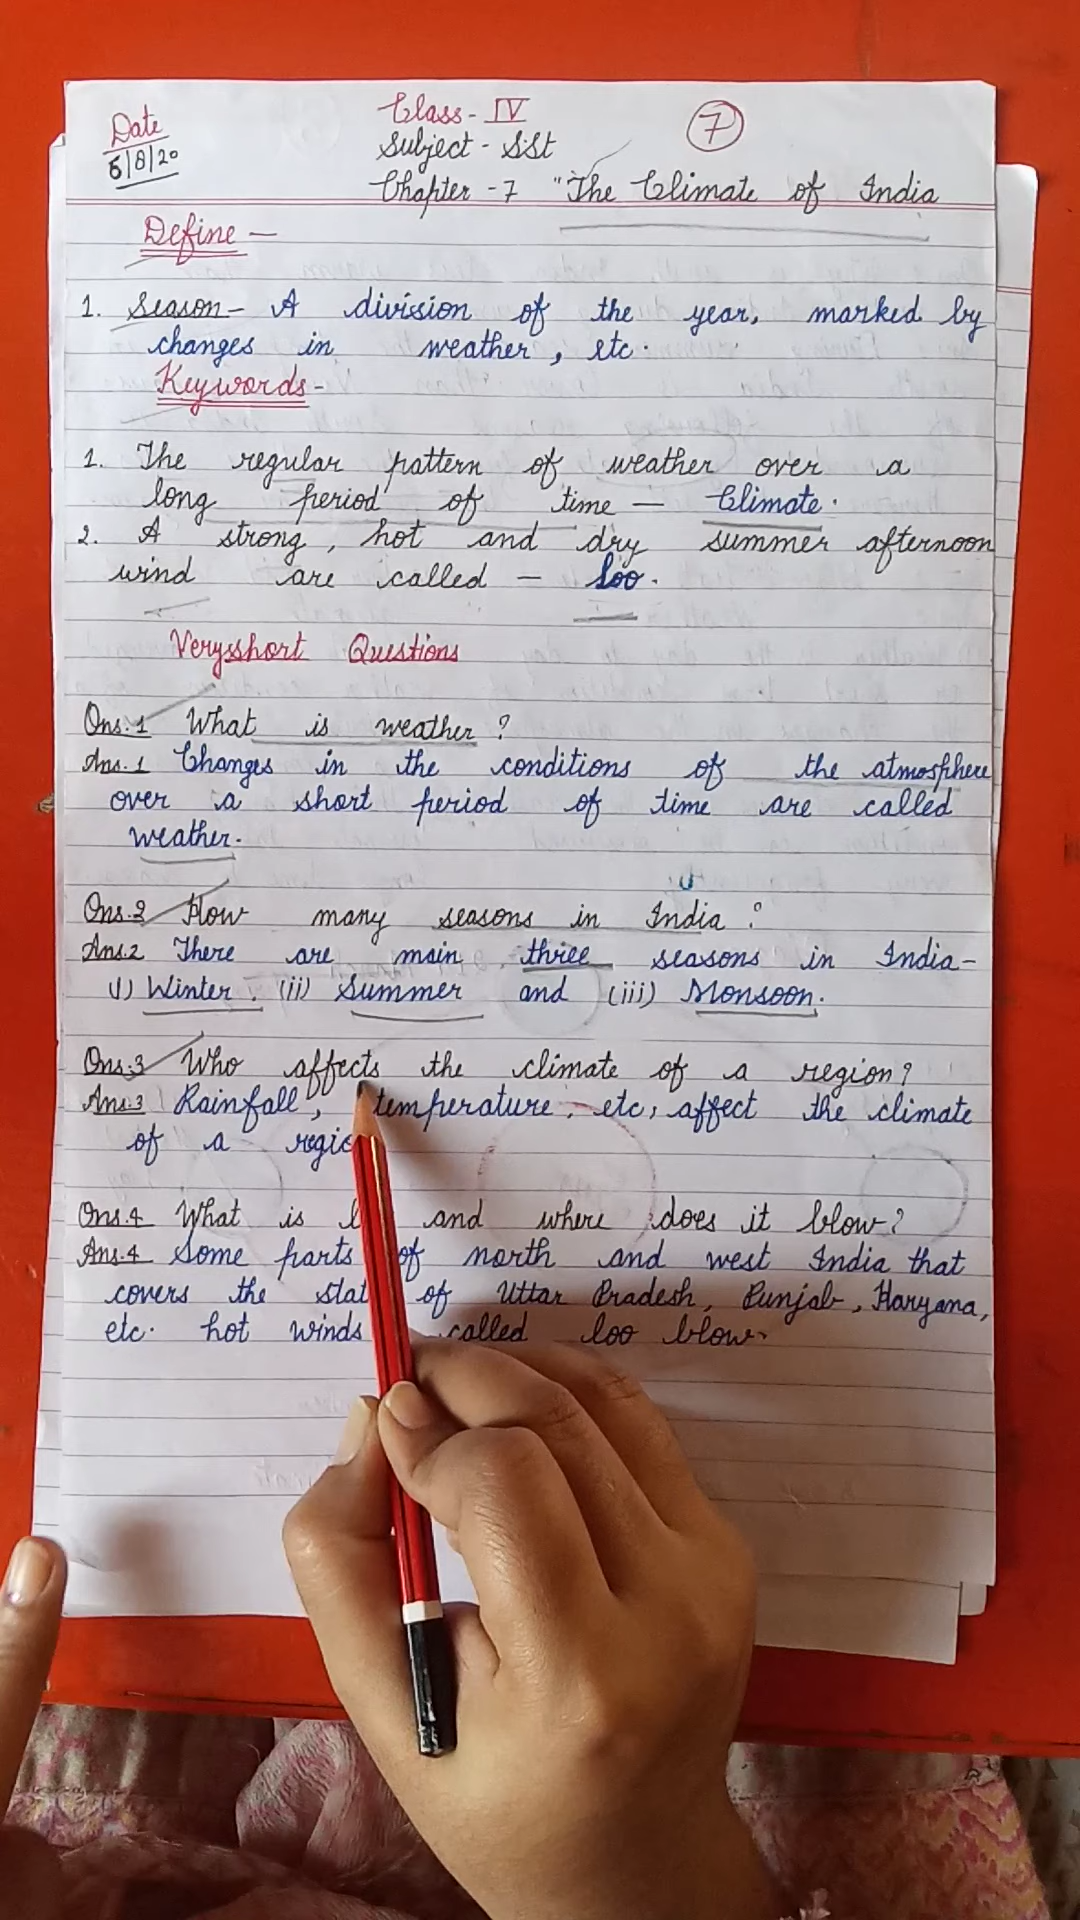 Date
5/8/20
Class - IV
Subject - S.St
7
Chapter - 7 "The Climate of India
Define -
1. Season - A division of the year, marked by
changes in weather, etc.
Keywords -
1. The regular pattern of weather over a
long period of time - Climate.
2. A strong, hot and dry summer afternoon
wind are called - loo.
Very short Questions
Qns.1 What is weather?
Ans.1 Changes in the conditions of the atmosphere
over a short period of time are called
weather.
Qns.2 How many seasons in India?
Ans.2 There are main three seasons in India -
(i) Winter. (ii) Summer and (iii) Monsoon.
Qns.3 Who affects the climate of a region?
Ans.3 Rainfall, temperature, etc, affect the climate
of a regio
Qns.4 What is l and where does it blow?
Ans.4 Some parts of north and west India that
covers the stat of Uttar Pradesh, Punjab, Haryana,
etc. hot winds called loo blow.